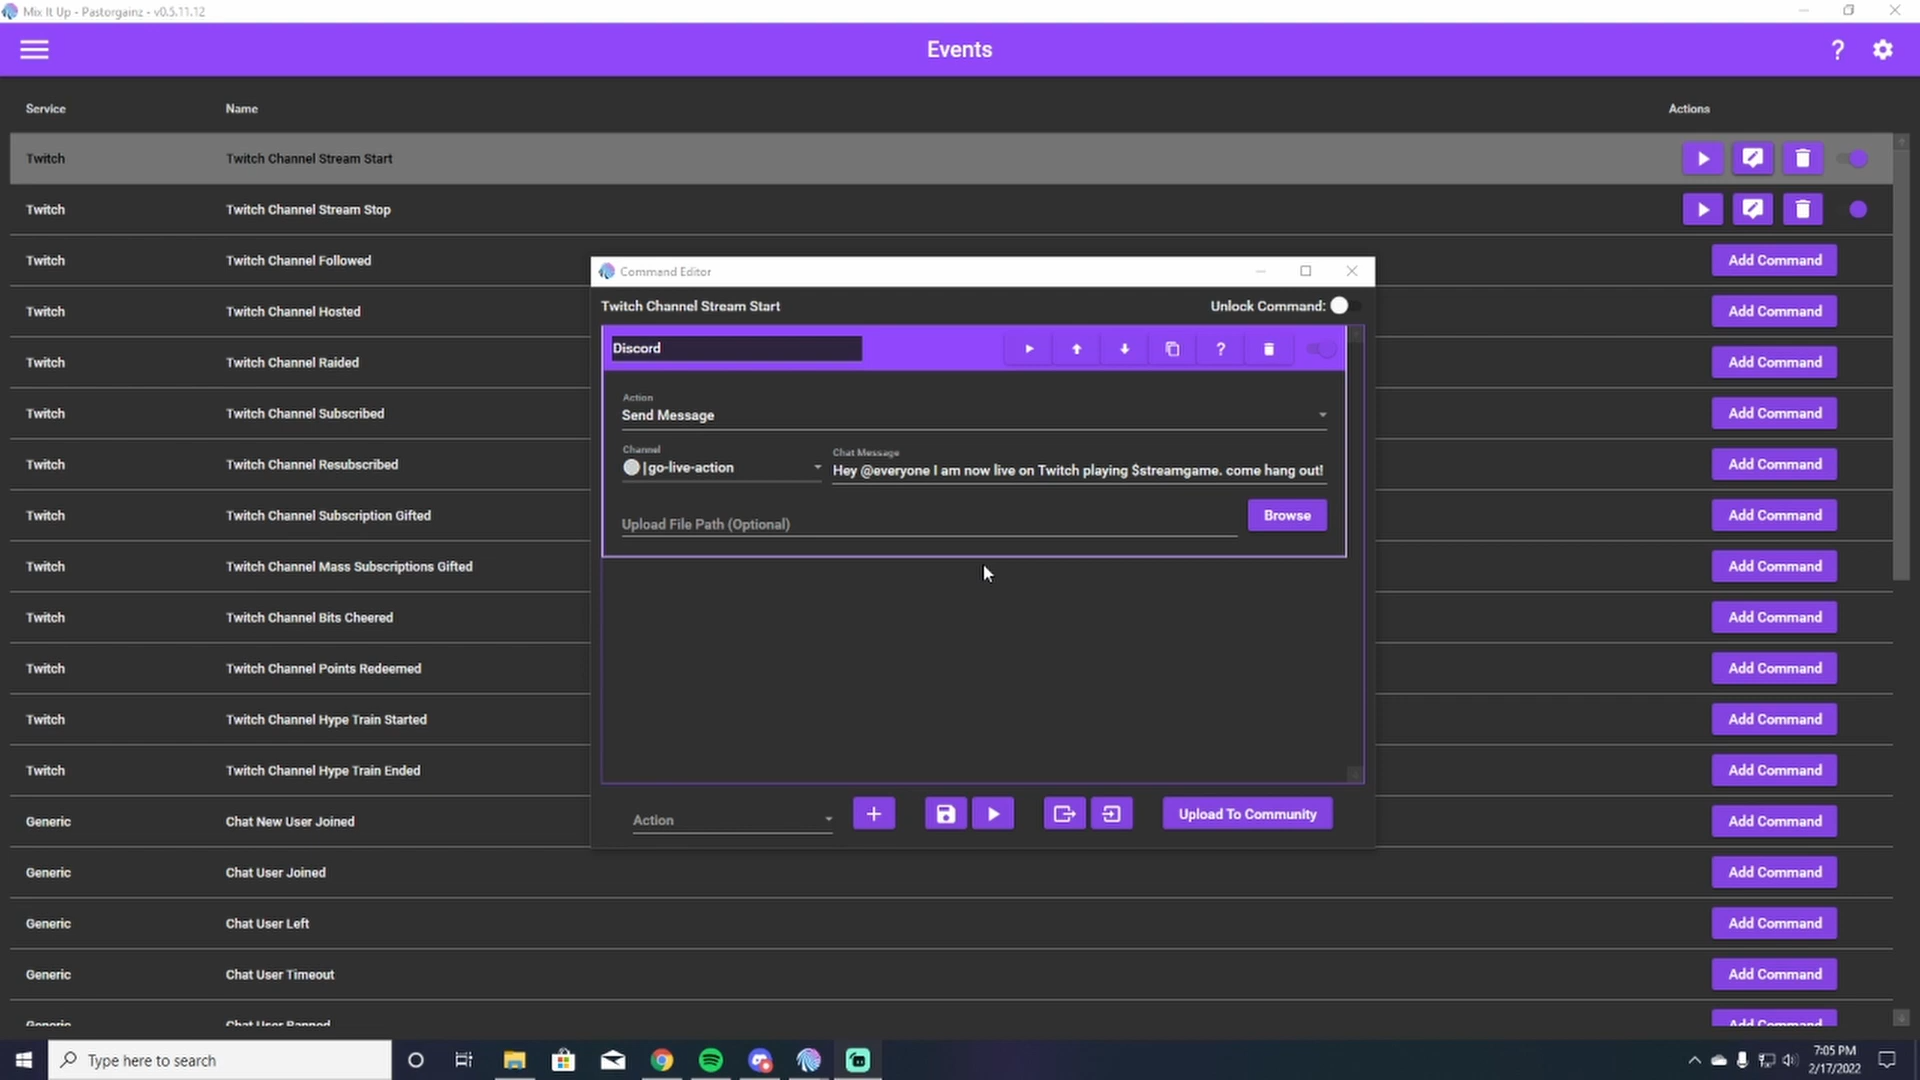 Mix It Up - Pastorgainz - v0.5.11.12
Events
?
Service Name Actions
Twitch Twitch Channel Stream Start
Twitch Twitch Channel Stream Stop
Twitch Twitch Channel Followed Add Command
Twitch Twitch Channel Hosted Add Command
Twitch Twitch Channel Raided Add Command
Twitch Twitch Channel Subscribed Add Command
Twitch Twitch Channel Resubscribed Add Command
Twitch Twitch Channel Subscription Gifted Add Command
Twitch Twitch Channel Mass Subscriptions Gifted Add Command
Twitch Twitch Channel Bits Cheered Add Command
Twitch Twitch Channel Points Redeemed Add Command
Twitch Twitch Channel Hype Train Started Add Command
Twitch Twitch Channel Hype Train Ended Add Command
Generic Chat New User Joined Add Command
Generic Chat User Joined Add Command
Generic Chat User Left Add Command
Generic Chat User Timeout Add Command
Generic Chat User Banned Add Command
Command Editor
Twitch Channel Stream Start Unlock Command:
Discord ?
Action
Send Message
Channel Chat Message
|go-live-action Hey @everyone I am now live on Twitch playing $streamgame. come hang out!
Upload File Path (Optional) Browse
Action Upload To Community
Type here to search
7:05 PM
2/17/2022